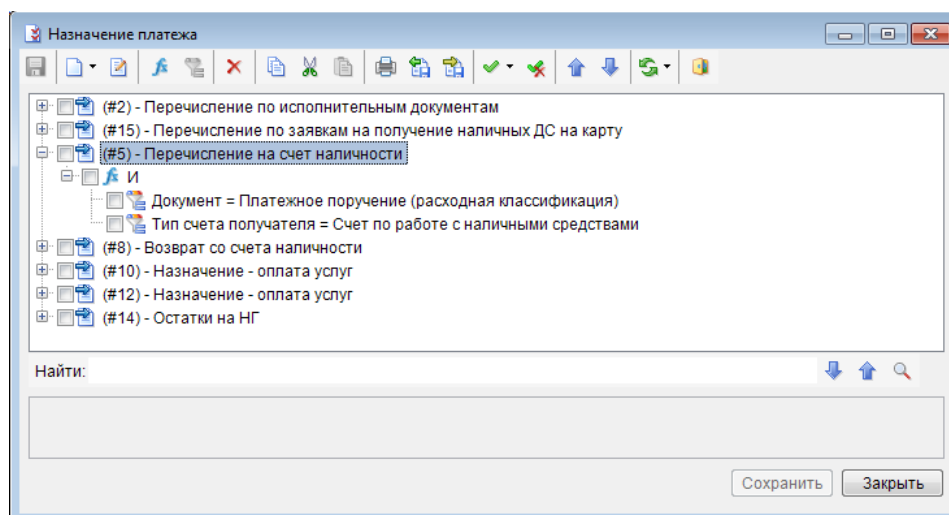 Назначение платежа
(#2) - Перечисление по исполнительным документам
(#15) - Перечисление по заявкам на получение наличных ДС на карту
(#5) - Перечисление на счет наличности
И
Документ = Платежное поручение (расходная классификация)
Тип счета получателя = Счет по работе с наличными средствами
(#8) - Возврат со счета наличности
(#10) - Назначение - оплата услуг
(#12) - Назначение - оплата услуг
(#14) - Остатки на НГ
Найти:
Сохранить Закрыть